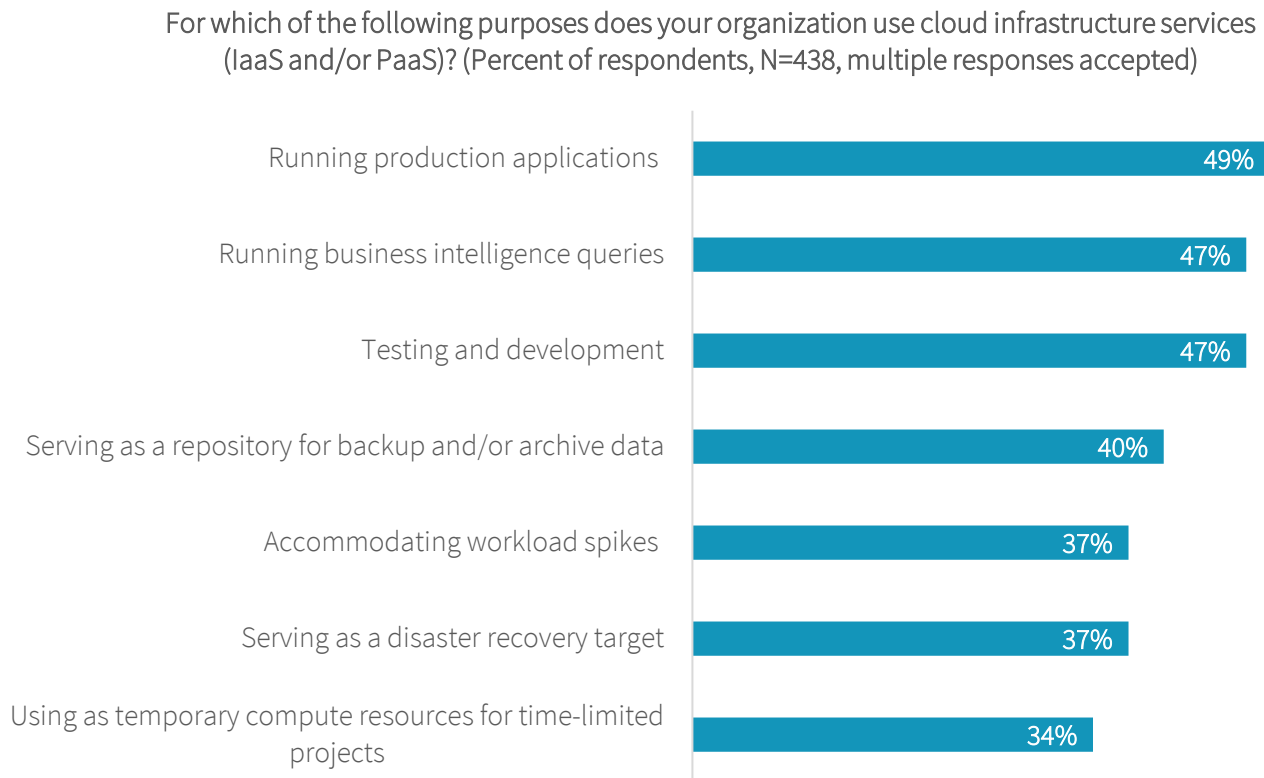 For which of the following purposes does your organization use cloud infrastructure services
(IaaS and/or PaaS)? (Percent of respondents, N=438, multiple responses accepted)
Running production applications 49%
Running business intelligence queries 47%
Testing and development 47%
Serving as a repository for backup and/or archive data 40%
Accommodating workload spikes 37%
Serving as a disaster recovery target 37%
Using as temporary compute resources for time-limited
projects 34%